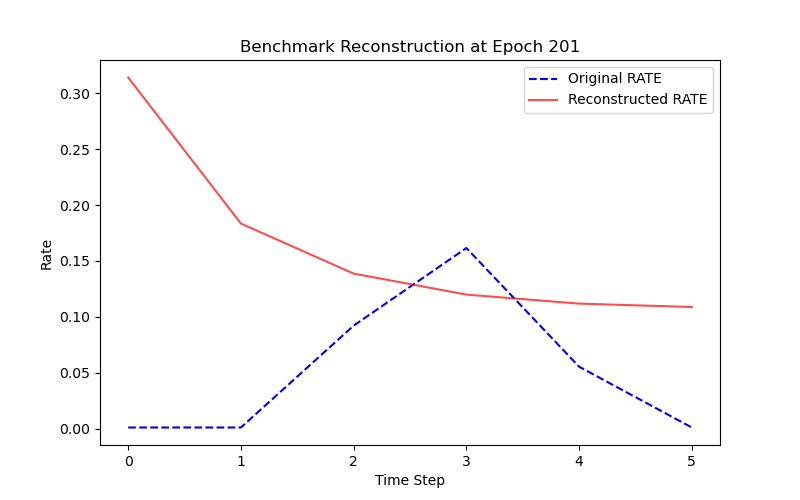 Benchmark Reconstruction at Epoch 201
Original RATE
Reconstructed RATE
Rate
0.30
0.25
0.20
0.15
0.10
0.05
0.00
0 1 2 3 4 5
Time Step